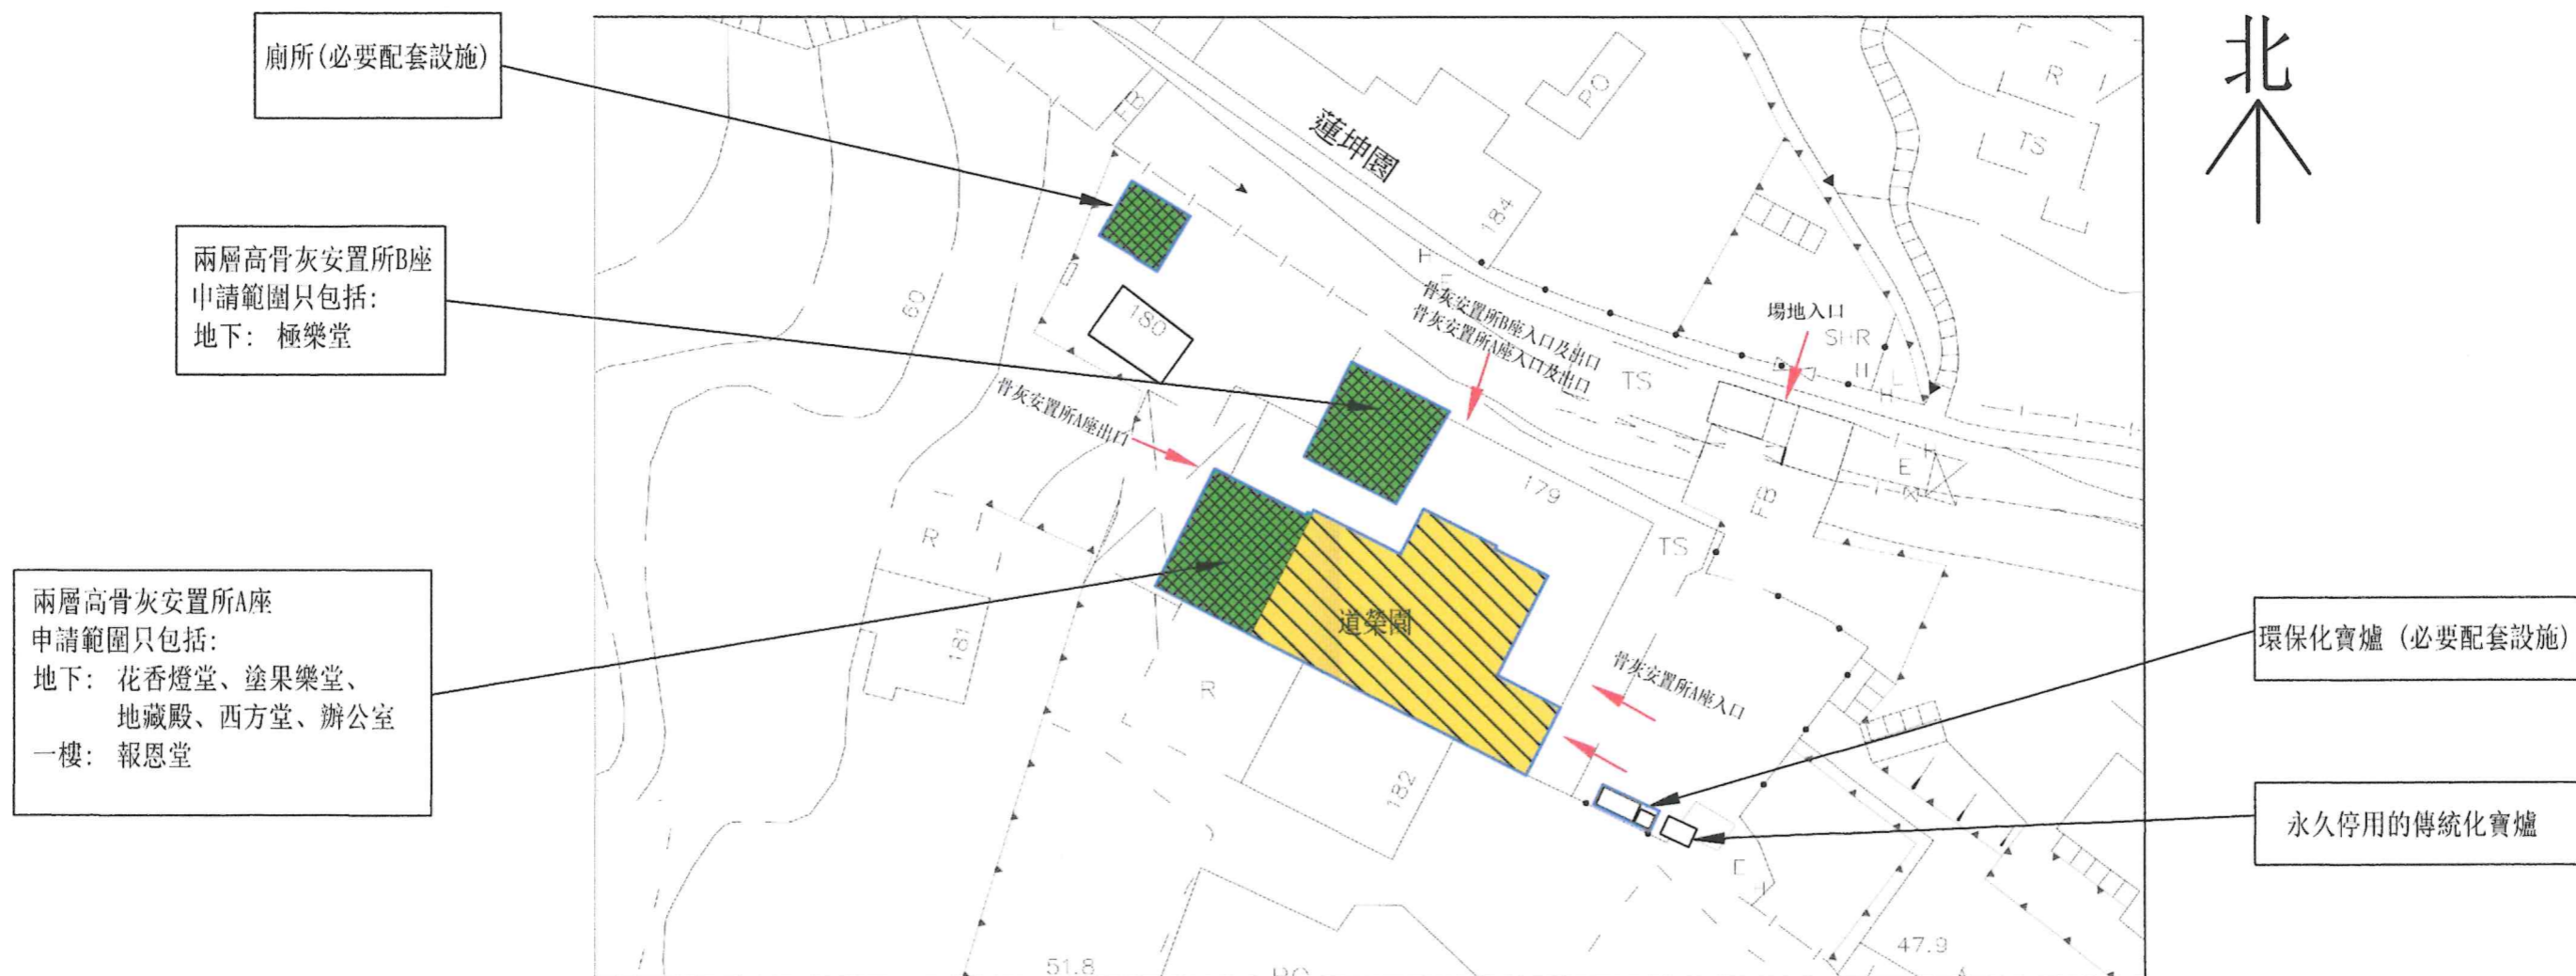 廁所(必要配套設施)
兩層高骨灰安置所B座
申請範圍只包括:
地下: 極樂堂
兩層高骨灰安置所A座
申請範圍只包括:
地下: 花香燈堂、塗果樂堂、
地藏殿、西方堂、辦公室
一樓: 報恩堂
北
蓮坤園
PO
R
TS
FB
184
60
180
H
骨灰安置所B座入口及出口
骨灰安置所A座入口及出口
場地入口
SHR
TS
H
骨灰安置所A座出口
179
E
H
FB
TS
R
181
道榮園
骨灰安置所A座入口
R
182
環保化寶爐 (必要配套設施)
永久停用的傳統化寶爐
51.8
47.9